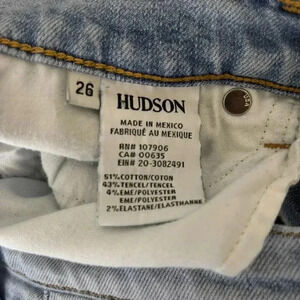 26
HUDSON
MADE IN MEXICO
FABRIQUÉ AU MEXIQUE
RN# 107906
CA# 00635
EIN# 20-3082491
51% COTTON/COTON
43% TENCEL/TENCEL
4% EME/POLYESTER
EME/POLYESTER
2% ELASTANE/ELASTHANNE